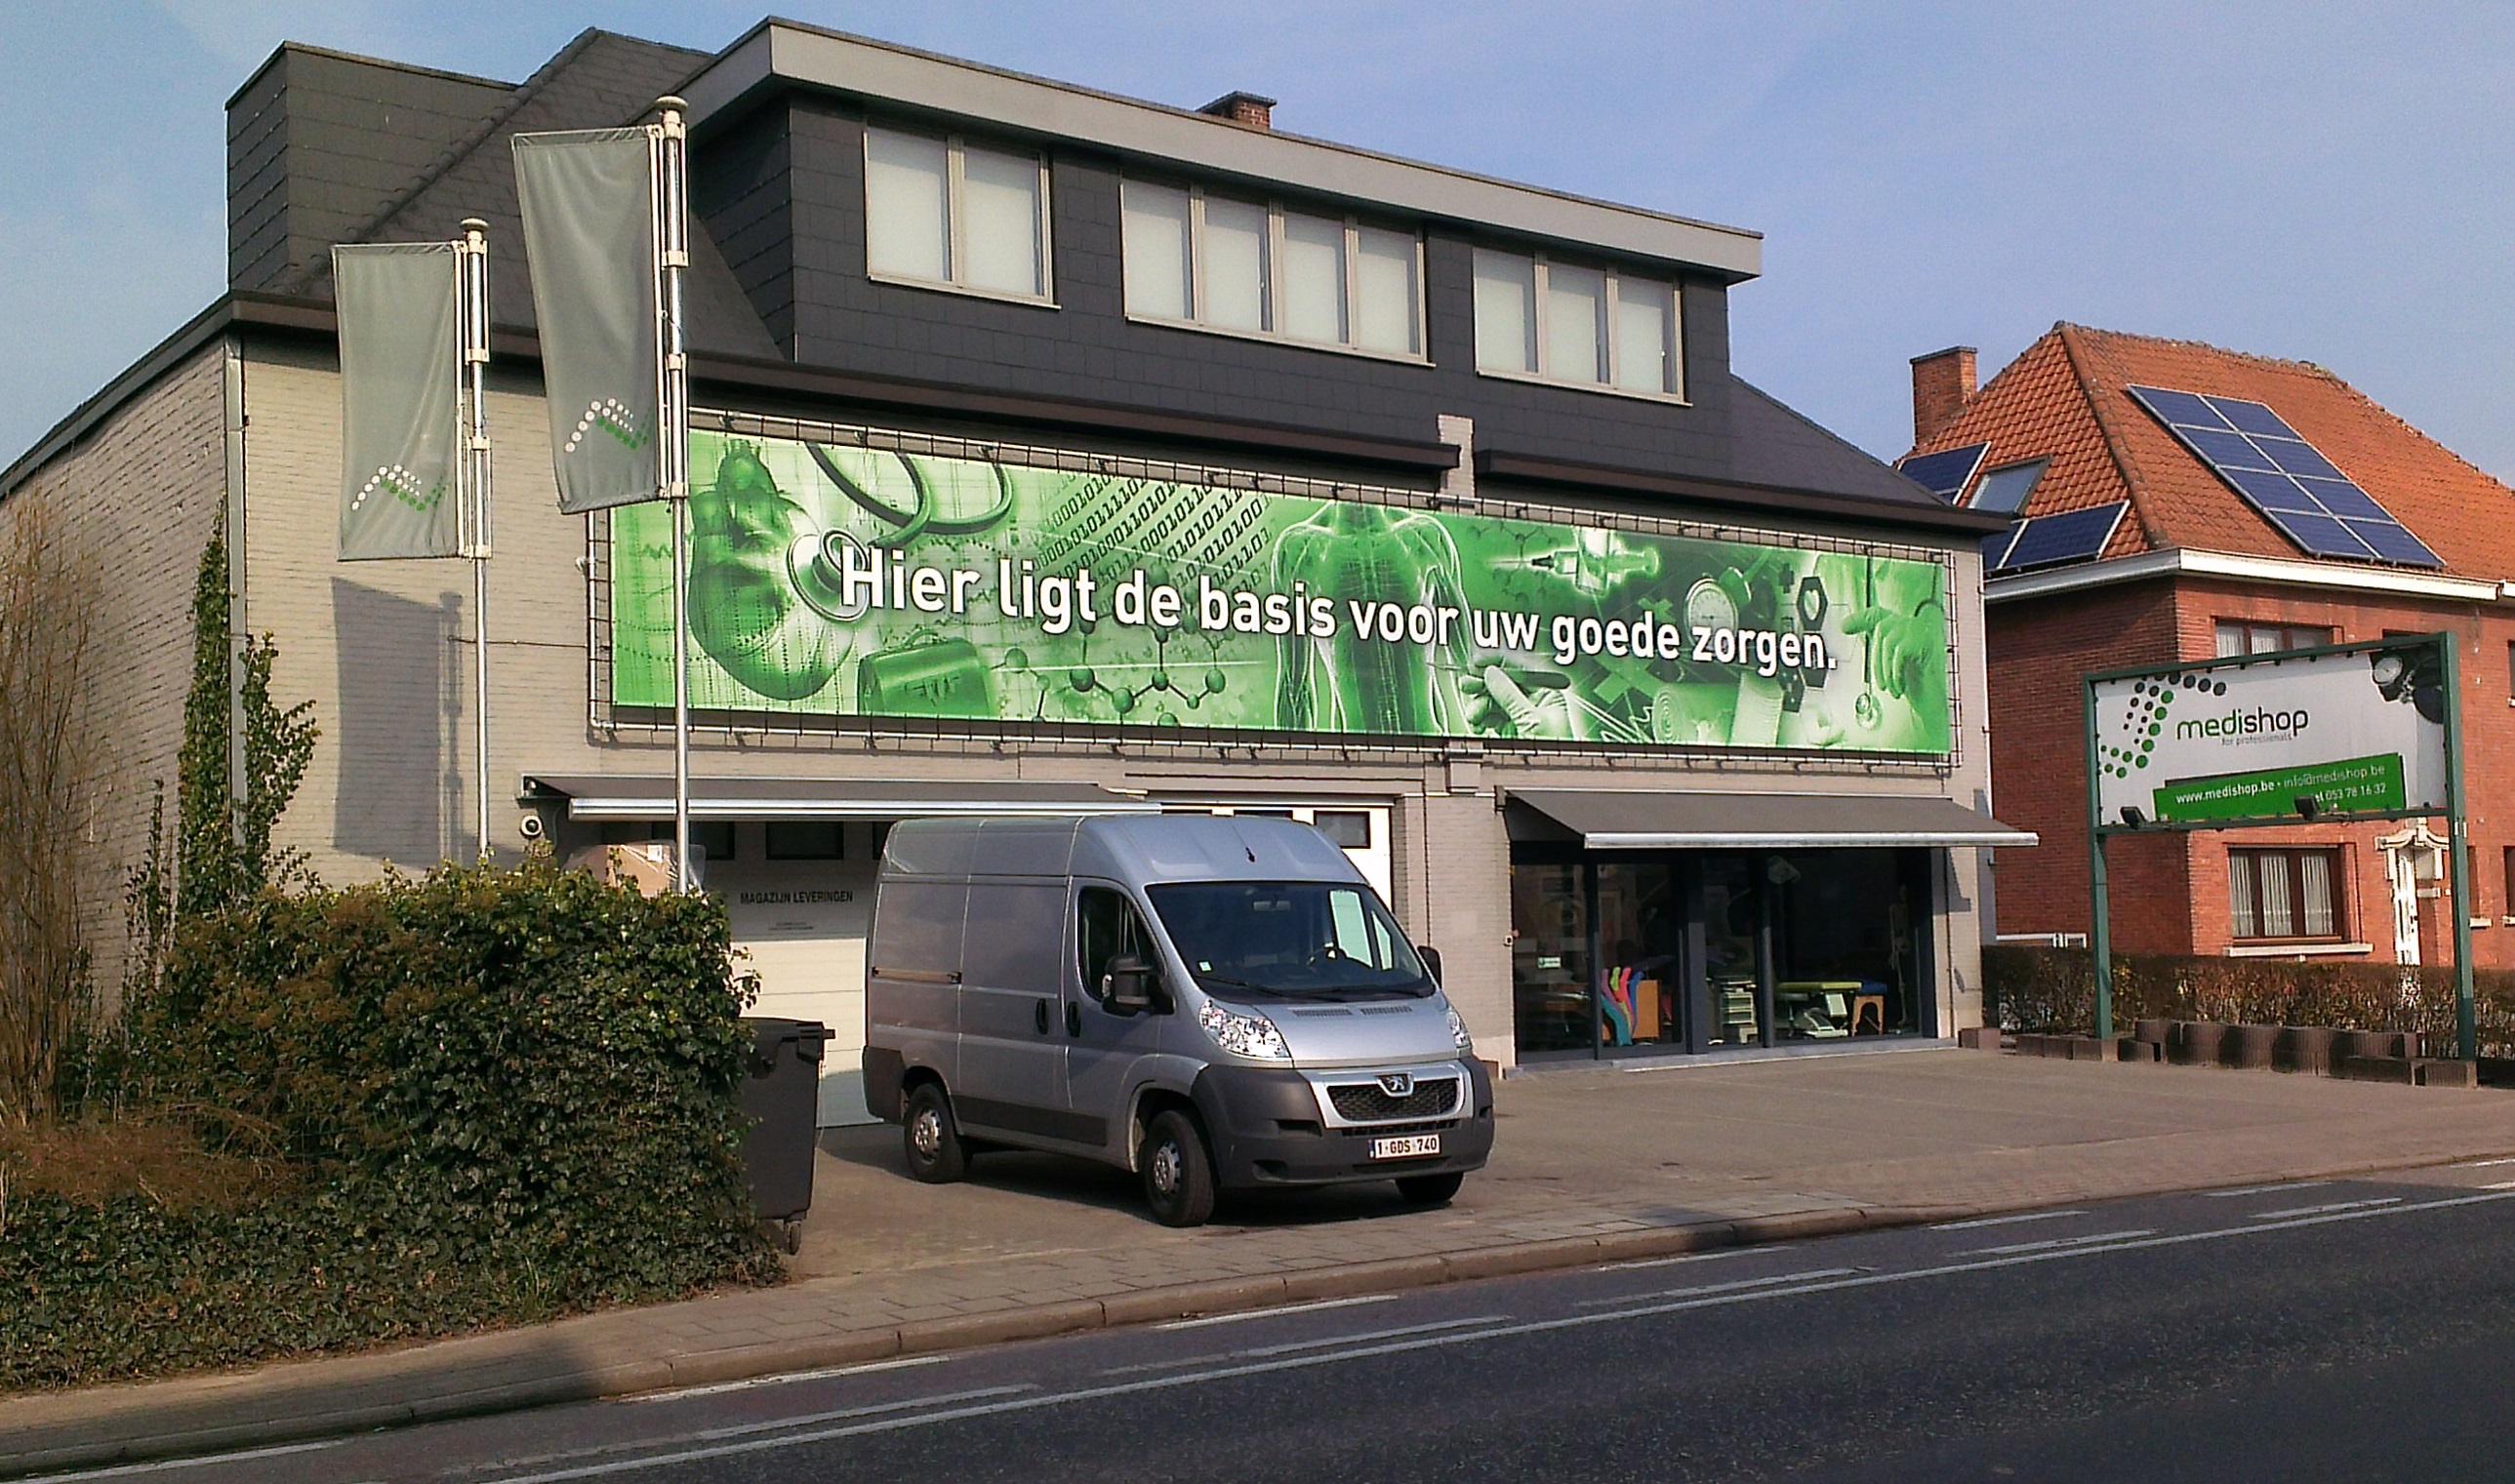 Hier ligt de basis voor uw goede zorgen.
medishop
for professionals
www.medishop.be • info@medishop.be
tel 053 78 16 32
MAGAZIJN LEVERINGEN
1-GDS-740